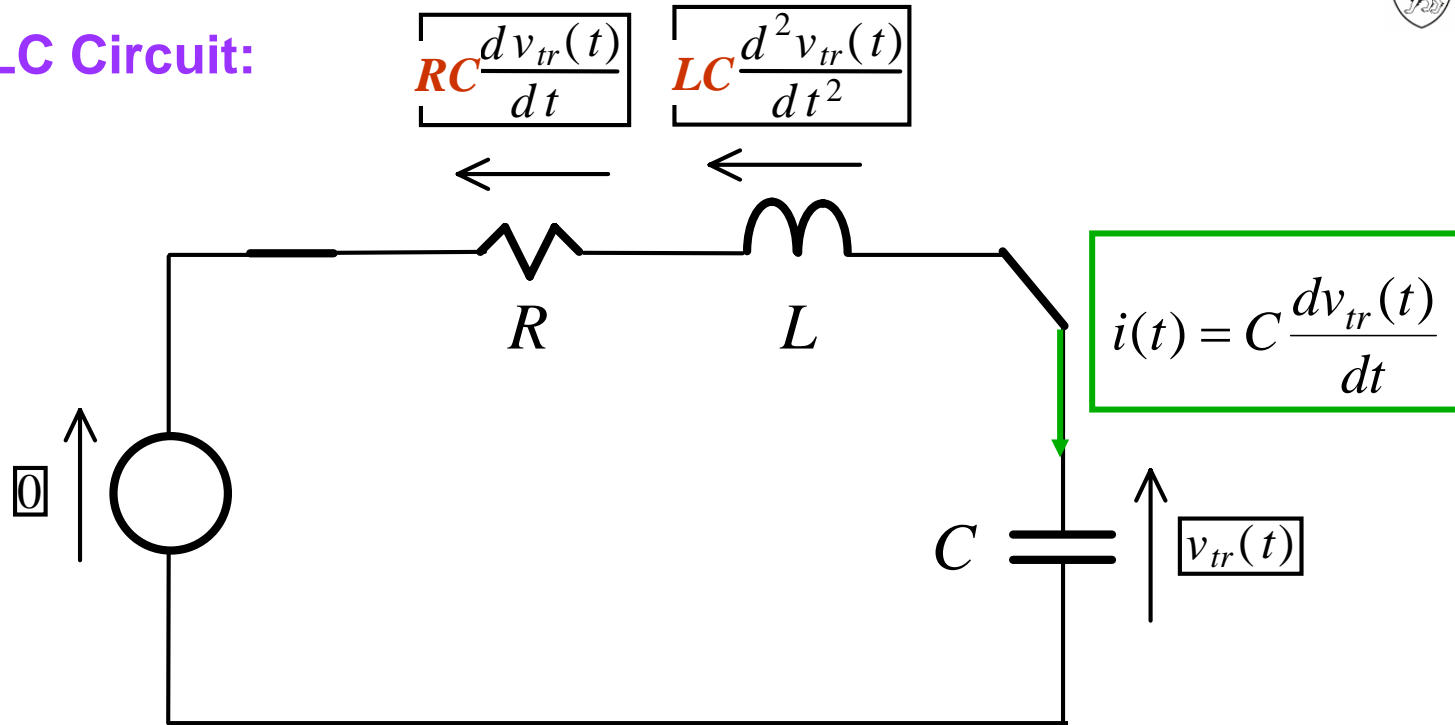 LC Circuit:
RC dv_tr(t)/dt
LC d²v_tr(t)/dt²
R
L
i(t) = C dv_tr(t)/dt
0
C
v_tr(t)